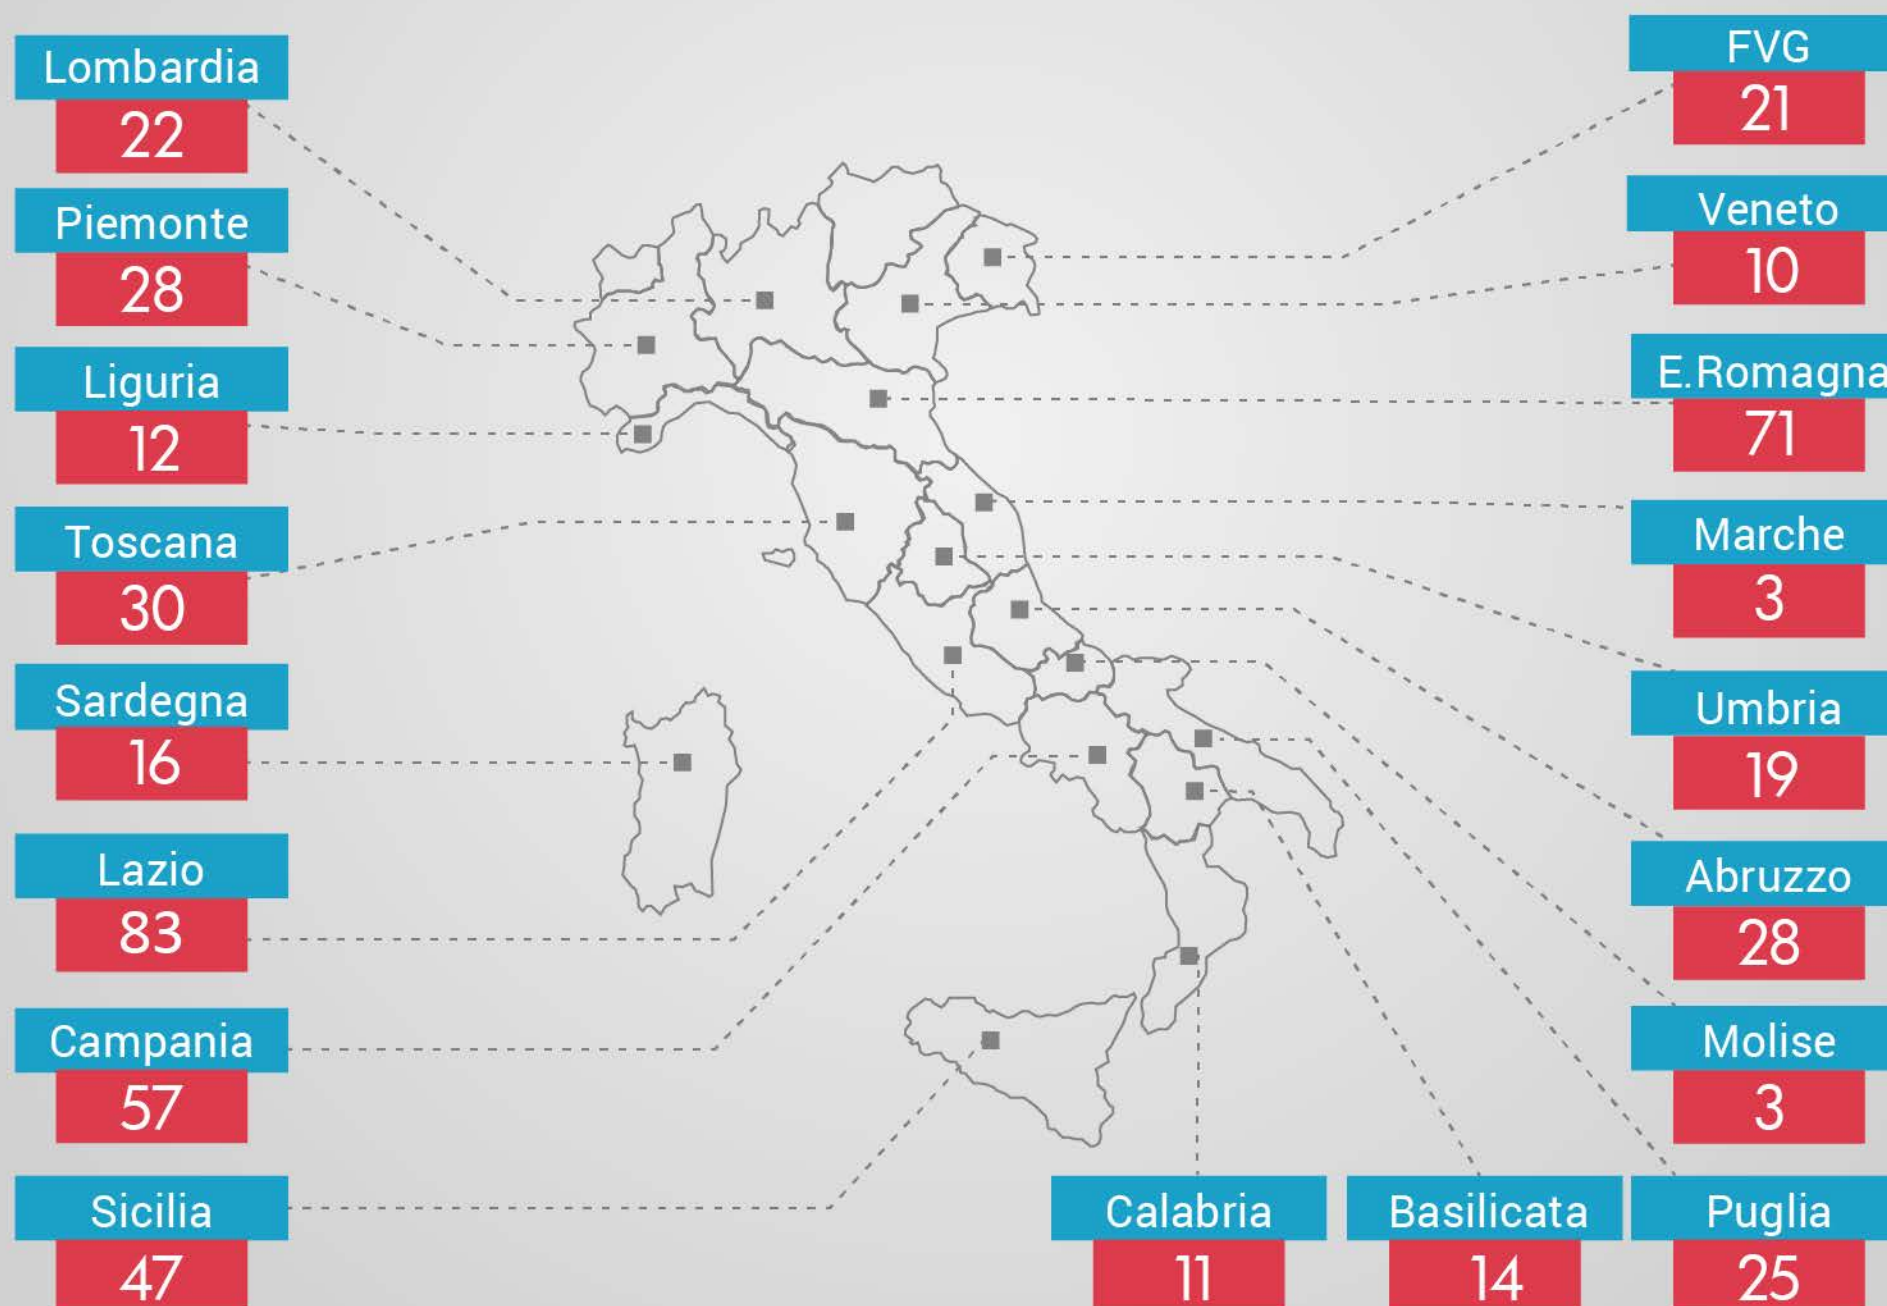 Lombardia
22
Piemonte
28
Liguria
12
Toscana
30
Sardegna
16
Lazio
83
Campania
57
Sicilia
47
FVG
21
Veneto
10
E.Romagna
71
Marche
3
Umbria
19
Abruzzo
28
Molise
3
Puglia
25
Calabria
11
Basilicata
14